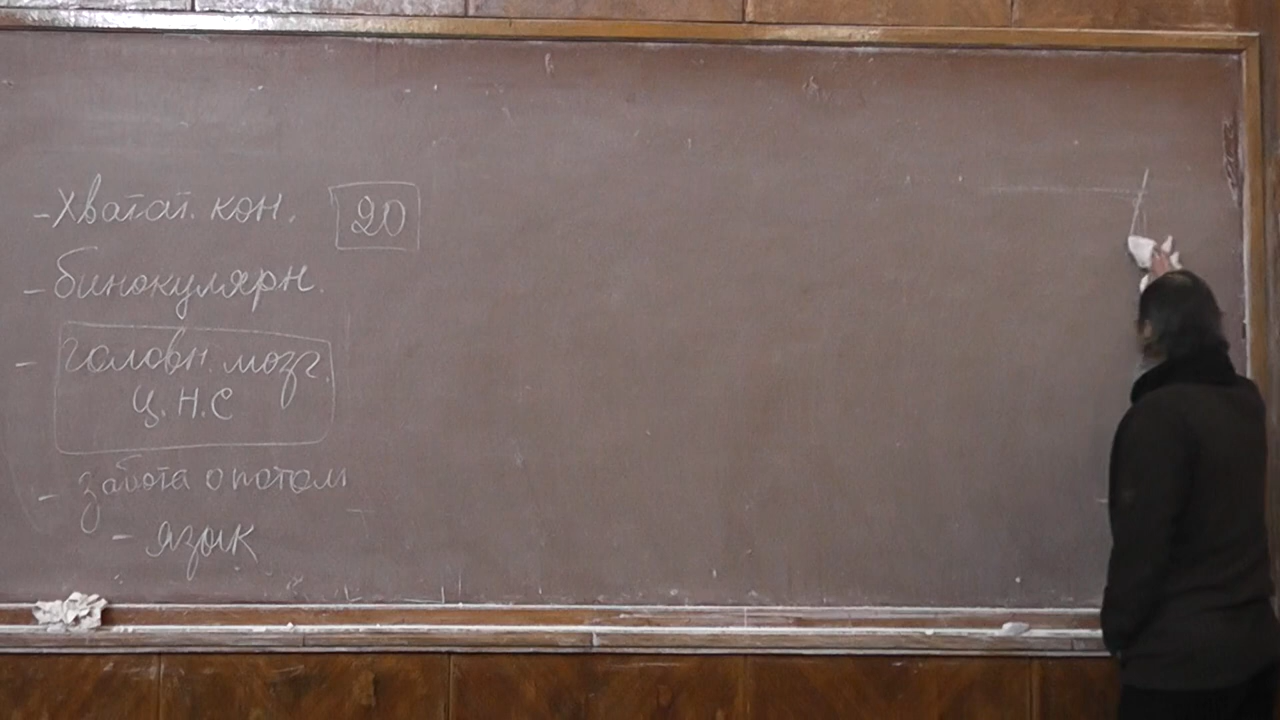 - Хватат. кон. 20
- бинокулярн.
- головн. мозг.
ц.н.с
- забота о потом
- язык